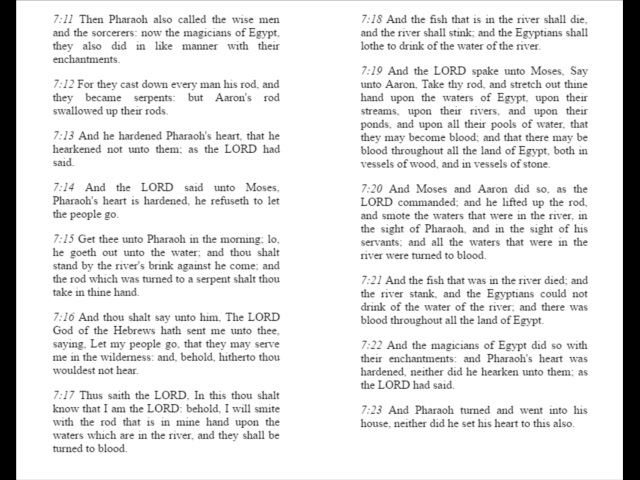 7:11 Then Pharaoh also called the wise men
and the sorcerers: now the magicians of Egypt,
they also did in like manner with their
enchantments.
7:12 For they cast down every man his rod, and
they became serpents: but Aaron's rod
swallowed up their rods.
7:13 And he hardened Pharaoh's heart, that he
hearkened not unto them; as the LORD had
said.
7:14 And the LORD said unto Moses,
Pharaoh's heart is hardened, he refuseth to let
the people go.
7:15 Get thee unto Pharaoh in the morning; lo,
he goeth out unto the water; and thou shalt
stand by the river's brink against he come; and
the rod which was turned to a serpent shalt thou
take in thine hand.
7:16 And thou shalt say unto him, The LORD
God of the Hebrews hath sent me unto thee,
saying, Let my people go, that they may serve
me in the wilderness: and, behold, hitherto thou
wouldest not hear.
7:17 Thus saith the LORD, In this thou shalt
know that I am the LORD: behold, I will smite
with the rod that is in mine hand upon the
waters which are in the river, and they shall be
turned to blood.
7:18 And the fish that is in the river shall die,
and the river shall stink; and the Egyptians shall
lothe to drink of the water of the river.
7:19 And the LORD spake unto Moses, Say
unto Aaron, Take thy rod, and stretch out thine
hand upon the waters of Egypt, upon their
streams, upon their rivers, and upon their
ponds, and upon all their pools of water, that
they may become blood; and that there may be
blood throughout all the land of Egypt, both in
vessels of wood, and in vessels of stone.
7:20 And Moses and Aaron did so, as the
LORD commanded; and he lifted up the rod,
and smote the waters that were in the river, in
the sight of Pharaoh, and in the sight of his
servants; and all the waters that were in the
river were turned to blood.
7:21 And the fish that was in the river died; and
the river stank, and the Egyptians could not
drink of the water of the river; and there was
blood throughout all the land of Egypt.
7:22 And the magicians of Egypt did so with
their enchantments: and Pharaoh's heart was
hardened, neither did he hearken unto them; as
the LORD had said.
7:23 And Pharaoh turned and went into his
house, neither did he set his heart to this also.